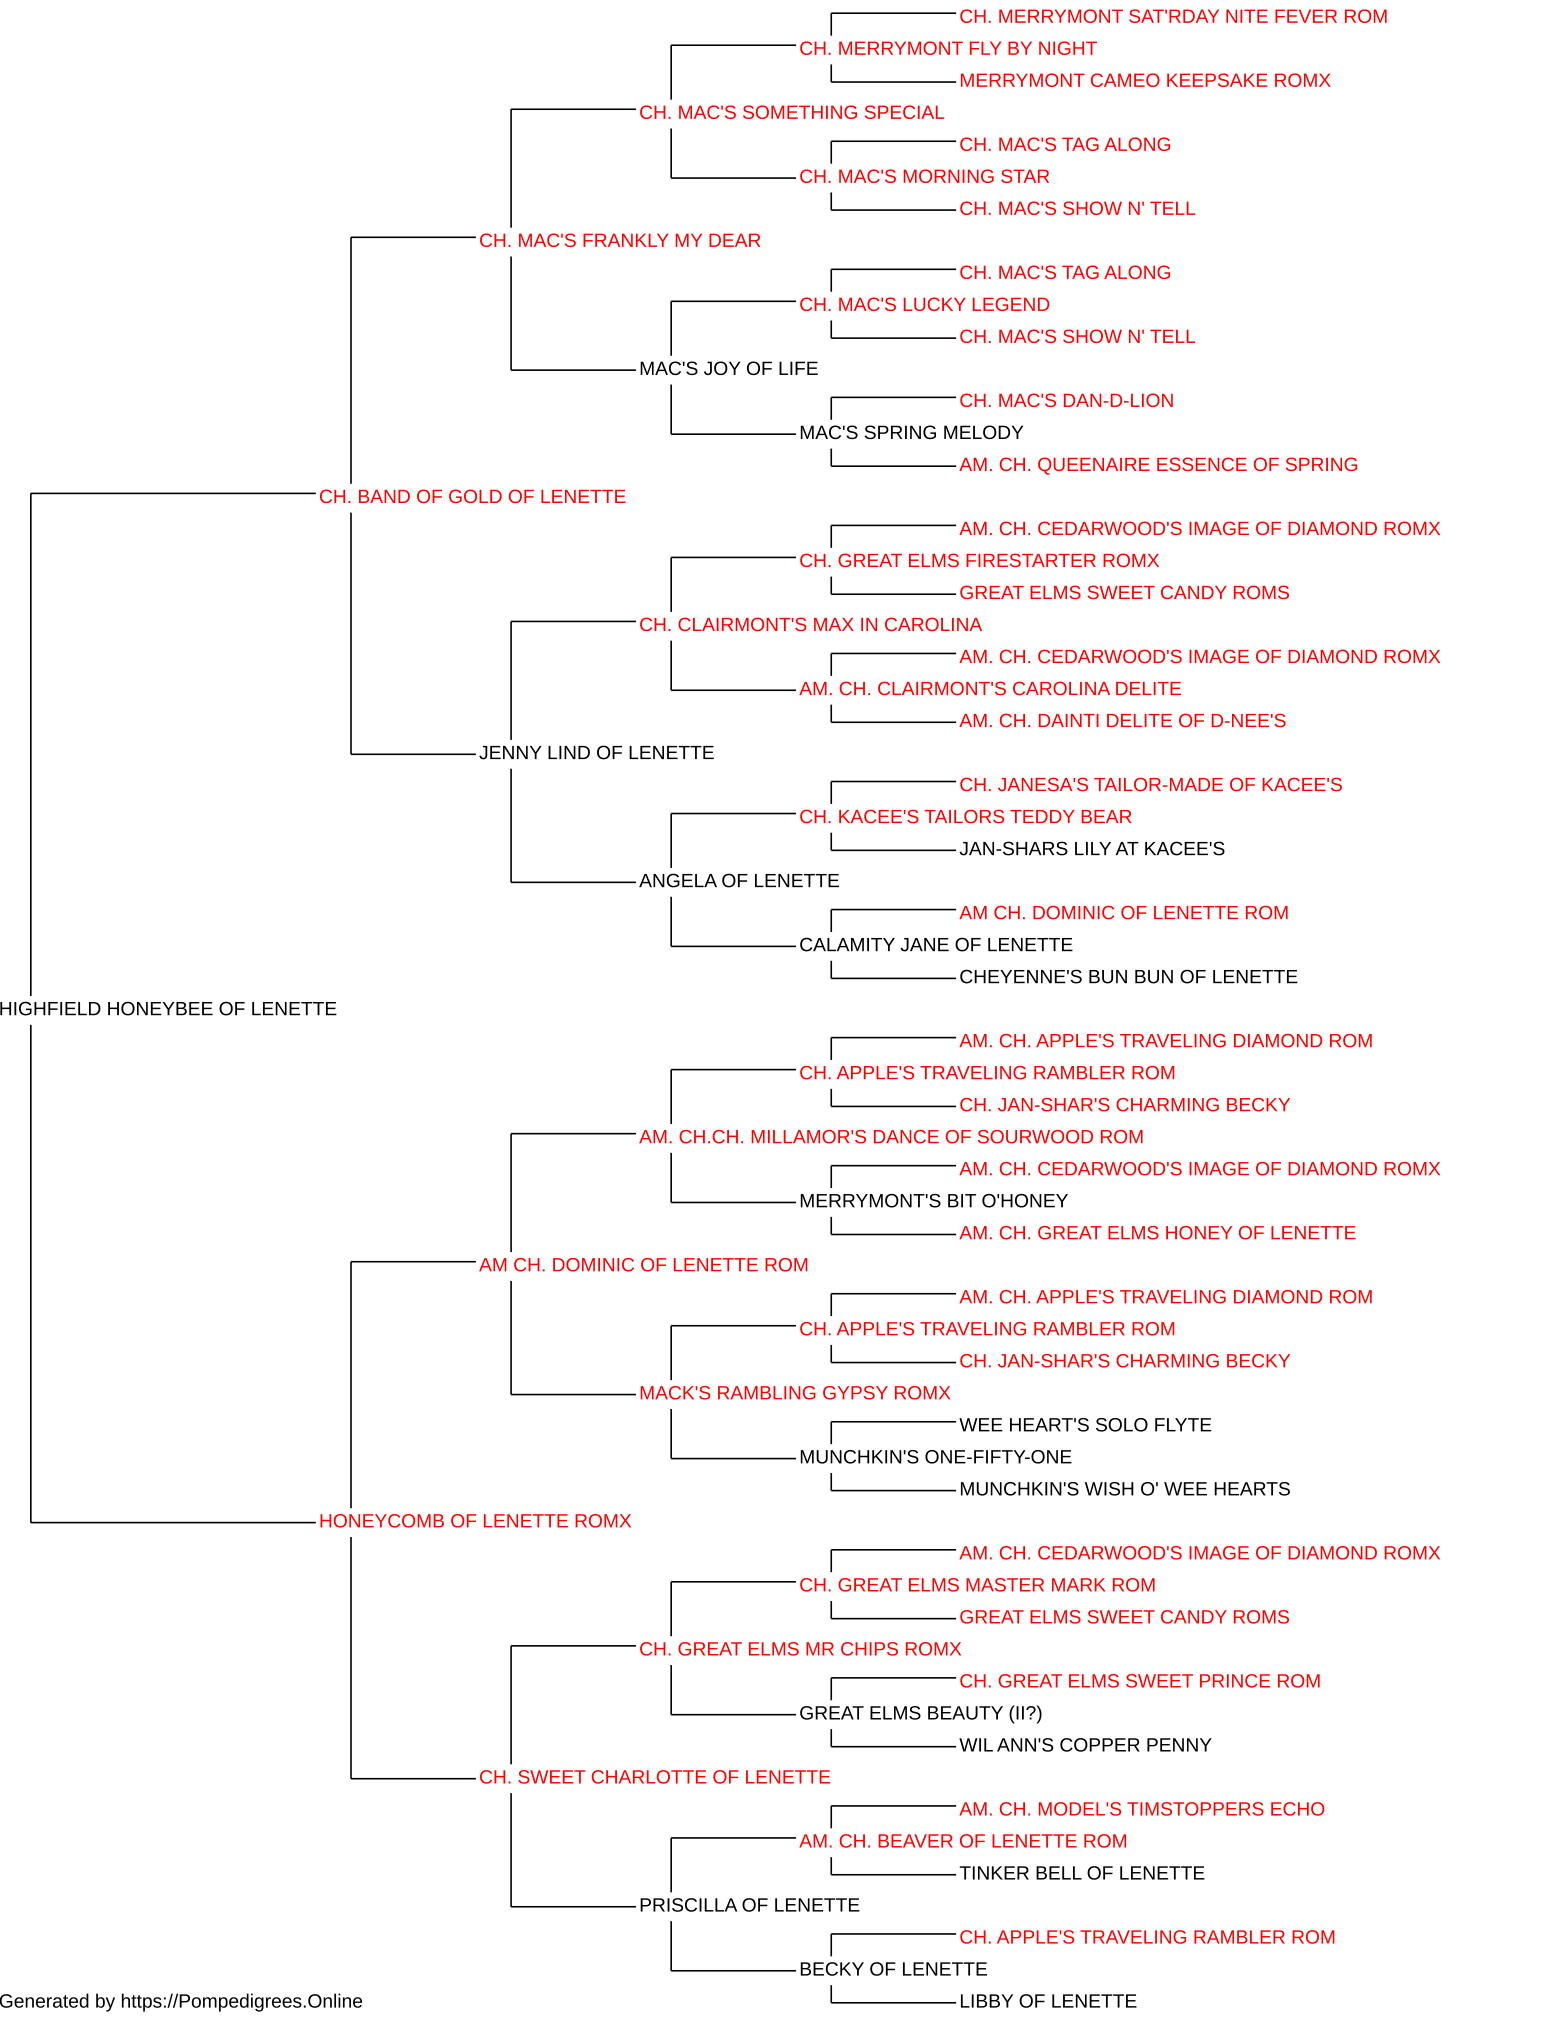 CH. MERRYMONT SAT'RDAY NITE FEVER ROM
CH. MERRYMONT FLY BY NIGHT
MERRYMONT CAMEO KEEPSAKE ROMX
CH. MAC'S SOMETHING SPECIAL
CH. MAC'S TAG ALONG
CH. MAC'S MORNING STAR
CH. MAC'S SHOW N' TELL
CH. MAC'S FRANKLY MY DEAR
CH. MAC'S TAG ALONG
CH. MAC'S LUCKY LEGEND
CH. MAC'S SHOW N' TELL
MAC'S JOY OF LIFE
CH. MAC'S DAN-D-LION
MAC'S SPRING MELODY
AM. CH. QUEENAIRE ESSENCE OF SPRING
CH. BAND OF GOLD OF LENETTE
AM. CH. CEDARWOOD'S IMAGE OF DIAMOND ROMX
CH. GREAT ELMS FIRESTARTER ROMX
GREAT ELMS SWEET CANDY ROMS
CH. CLAIRMONT'S MAX IN CAROLINA
AM. CH. CEDARWOOD'S IMAGE OF DIAMOND ROMX
AM. CH. CLAIRMONT'S CAROLINA DELITE
AM. CH. DAINTI DELITE OF D-NEE'S
JENNY LIND OF LENETTE
CH. JANESA'S TAILOR-MADE OF KACEE'S
CH. KACEE'S TAILORS TEDDY BEAR
JAN-SHARS LILY AT KACEE'S
ANGELA OF LENETTE
AM CH. DOMINIC OF LENETTE ROM
CALAMITY JANE OF LENETTE
CHEYENNE'S BUN BUN OF LENETTE
HIGHFIELD HONEYBEE OF LENETTE
AM. CH. APPLE'S TRAVELING DIAMOND ROM
CH. APPLE'S TRAVELING RAMBLER ROM
CH. JAN-SHAR'S CHARMING BECKY
AM. CH.CH. MILLAMOR'S DANCE OF SOURWOOD ROM
AM. CH. CEDARWOOD'S IMAGE OF DIAMOND ROMX
MERRYMONT'S BIT O'HONEY
AM. CH. GREAT ELMS HONEY OF LENETTE
AM CH. DOMINIC OF LENETTE ROM
AM. CH. APPLE'S TRAVELING DIAMOND ROM
CH. APPLE'S TRAVELING RAMBLER ROM
CH. JAN-SHAR'S CHARMING BECKY
MACK'S RAMBLING GYPSY ROMX
WEE HEART'S SOLO FLYTE
MUNCHKIN'S ONE-FIFTY-ONE
MUNCHKIN'S WISH O' WEE HEARTS
HONEYCOMB OF LENETTE ROMX
AM. CH. CEDARWOOD'S IMAGE OF DIAMOND ROMX
CH. GREAT ELMS MASTER MARK ROM
GREAT ELMS SWEET CANDY ROMS
CH. GREAT ELMS MR CHIPS ROMX
CH. GREAT ELMS SWEET PRINCE ROM
GREAT ELMS BEAUTY (II?)
WIL ANN'S COPPER PENNY
CH. SWEET CHARLOTTE OF LENETTE
AM. CH. MODEL'S TIMSTOPPERS ECHO
AM. CH. BEAVER OF LENETTE ROM
TINKER BELL OF LENETTE
PRISCILLA OF LENETTE
CH. APPLE'S TRAVELING RAMBLER ROM
BECKY OF LENETTE
LIBBY OF LENETTE
Generated by https://Pompedigrees.Online